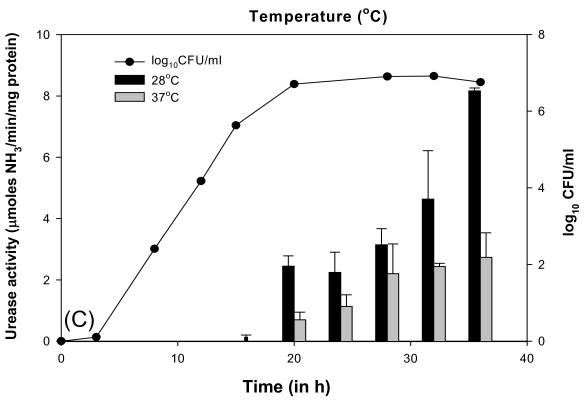 Temperature (°C)
10
8
6
4
2
0
Urease activity (μmoles NH₃/min/mg protein)
log₁₀CFU/ml
28°C
37°C
(C)
8
6
4
2
0
log₁₀ CFU/ml
0
10
20
30
40
Time (in h)